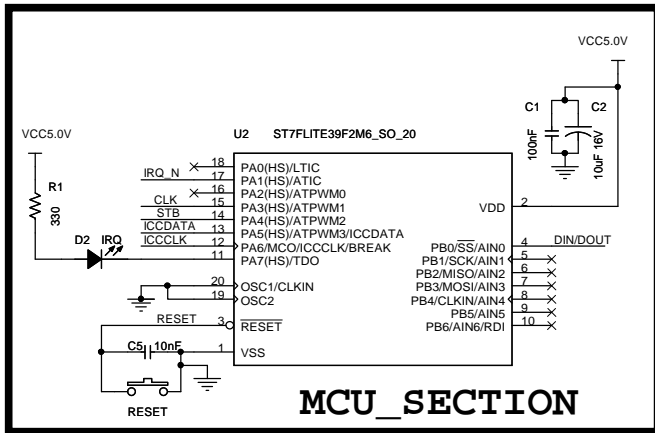 VCC5.0V
C1
C2
100nF
10uF 16V
VCC5.0V
U2 ST7FLITE39F2M6_SO_20
R1
330
D2 IRQ
18 PA0(HS)/LTIC
IRQ_N 17 PA1(HS)/ATIC
16 PA2(HS)/ATPWM0
CLK 15 PA3(HS)/ATPWM1
STB 14 PA4(HS)/ATPWM2
ICCDATA 13 PA5(HS)/ATPWM3/ICCDATA
ICCCLK 12 PA6/MCO/ICCCLK/BREAK
11 PA7(HS)/TDO
20 OSC1/CLKIN
19 OSC2
RESET 3 RESET
1 VSS
VDD 2
PB0/SS/AIN0 4 DIN/DOUT
PB1/SCK/AIN1 5
PB2/MISO/AIN2 6
PB3/MOSI/AIN3 7
PB4/CLKIN/AIN4 8
PB5/AIN5 9
PB6/AIN6/RDI 10
C5 10nF
RESET
MCU_SECTION